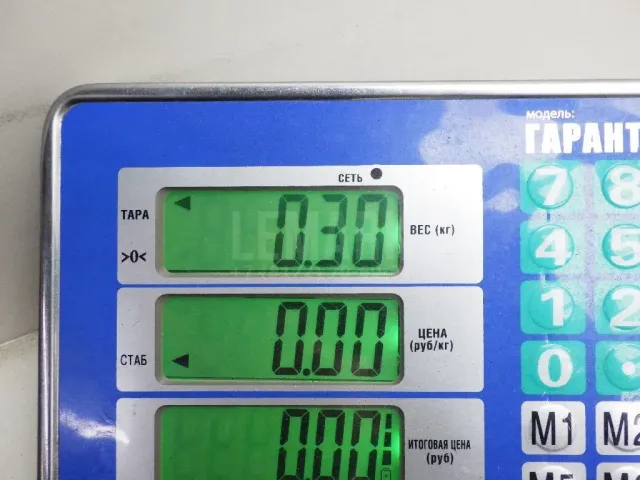 модель:
ГАРАНТ
СЕТЬ
ТАРА
>0<
0.30
ВЕС (кг)
СТАБ
0.00
ЦЕНА
(руб/кг)
0.00
ИТОГОВАЯ ЦЕНА
(руб)
7 8
4 5
1 2
0 .
M1 M2